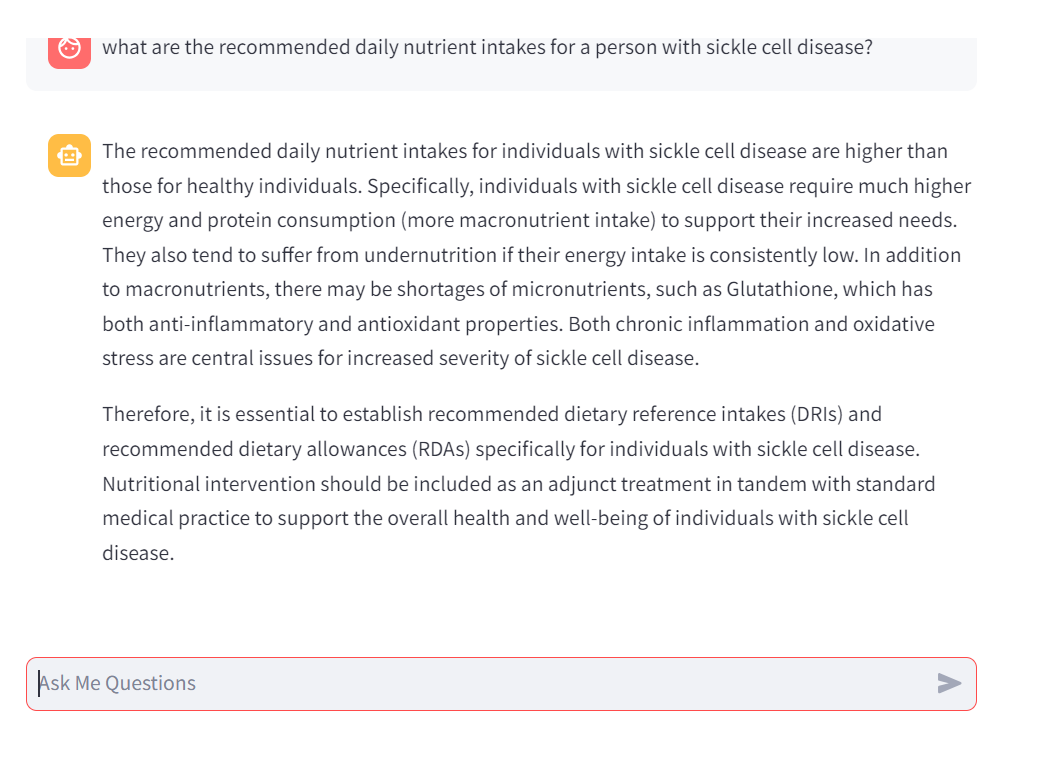 what are the recommended daily nutrient intakes for a person with sickle cell disease?
The recommended daily nutrient intakes for individuals with sickle cell disease are higher than
those for healthy individuals. Specifically, individuals with sickle cell disease require much higher
energy and protein consumption (more macronutrient intake) to support their increased needs.
They also tend to suffer from undernutrition if their energy intake is consistently low. In addition
to macronutrients, there may be shortages of micronutrients, such as Glutathione, which has
both anti-inflammatory and antioxidant properties. Both chronic inflammation and oxidative
stress are central issues for increased severity of sickle cell disease.
Therefore, it is essential to establish recommended dietary reference intakes (DRIs) and
recommended dietary allowances (RDAs) specifically for individuals with sickle cell disease.
Nutritional intervention should be included as an adjunct treatment in tandem with standard
medical practice to support the overall health and well-being of individuals with sickle cell
disease.
Ask Me Questions